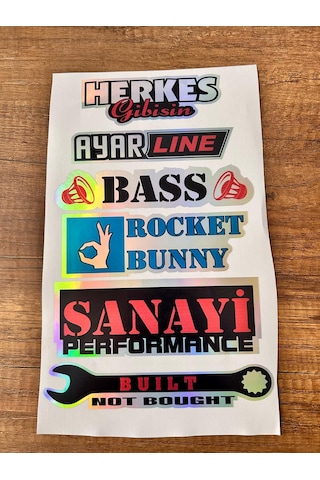 HERKES
Gibisin
AYAR LINE
BASS
ROCKET
BUNNY
SANAYİ
PERFORMANCE
BUILT
NOT BOUGHT